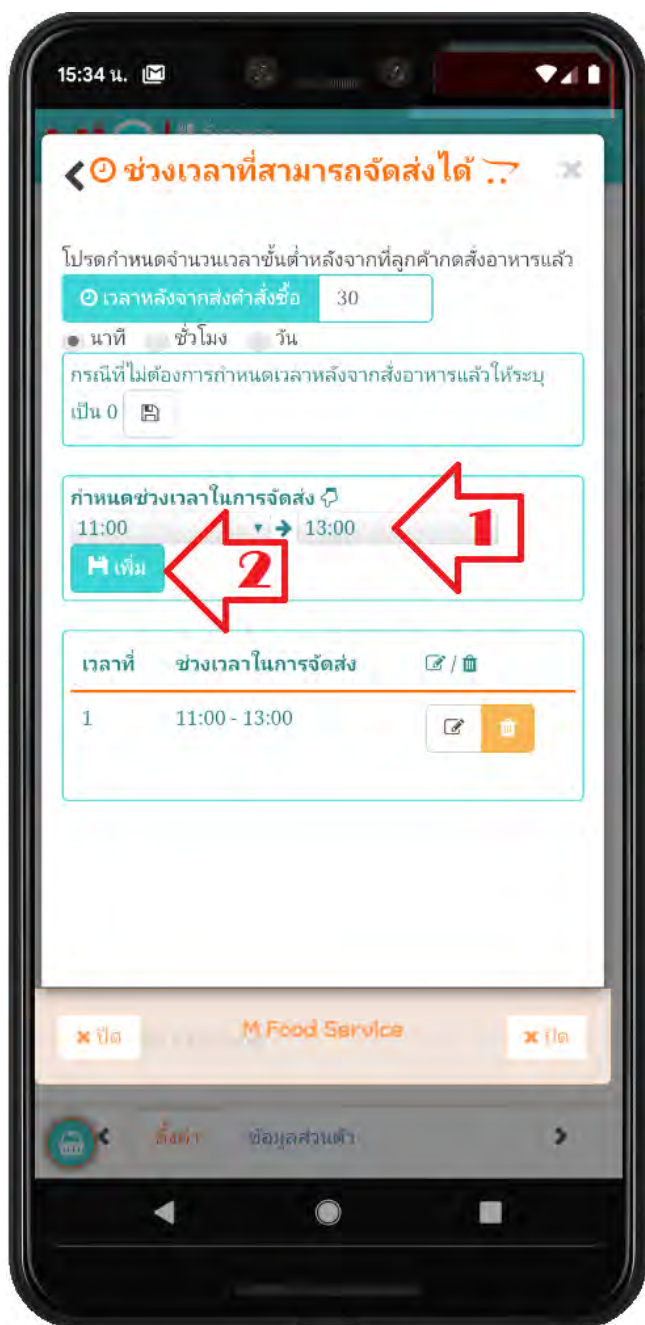 15:34 น.
ช่วงเวลาที่สามารถจัดส่งได้
โปรดกำหนดจำนวนเวลาขั้นต่ำหลังจากที่ลูกค้ากดสั่งอาหารแล้ว
เวลาหลังจากส่งคำสั่งซื้อ 30
นาที ชั่วโมง วัน
กรณีที่ไม่ต้องการกำหนดเวลาหลังจากสั่งอาหารแล้วให้ระบุ
เป็น 0
กำหนดช่วงเวลาในการจัดส่ง
11:00 13:00 1
เพิ่ม 2
เวลาที่ ช่วงเวลาในการจัดส่ง /
1 11:00 - 13:00
ปิด M Food Service ปิด
ตั้งค่า ข้อมูลส่วนตัว